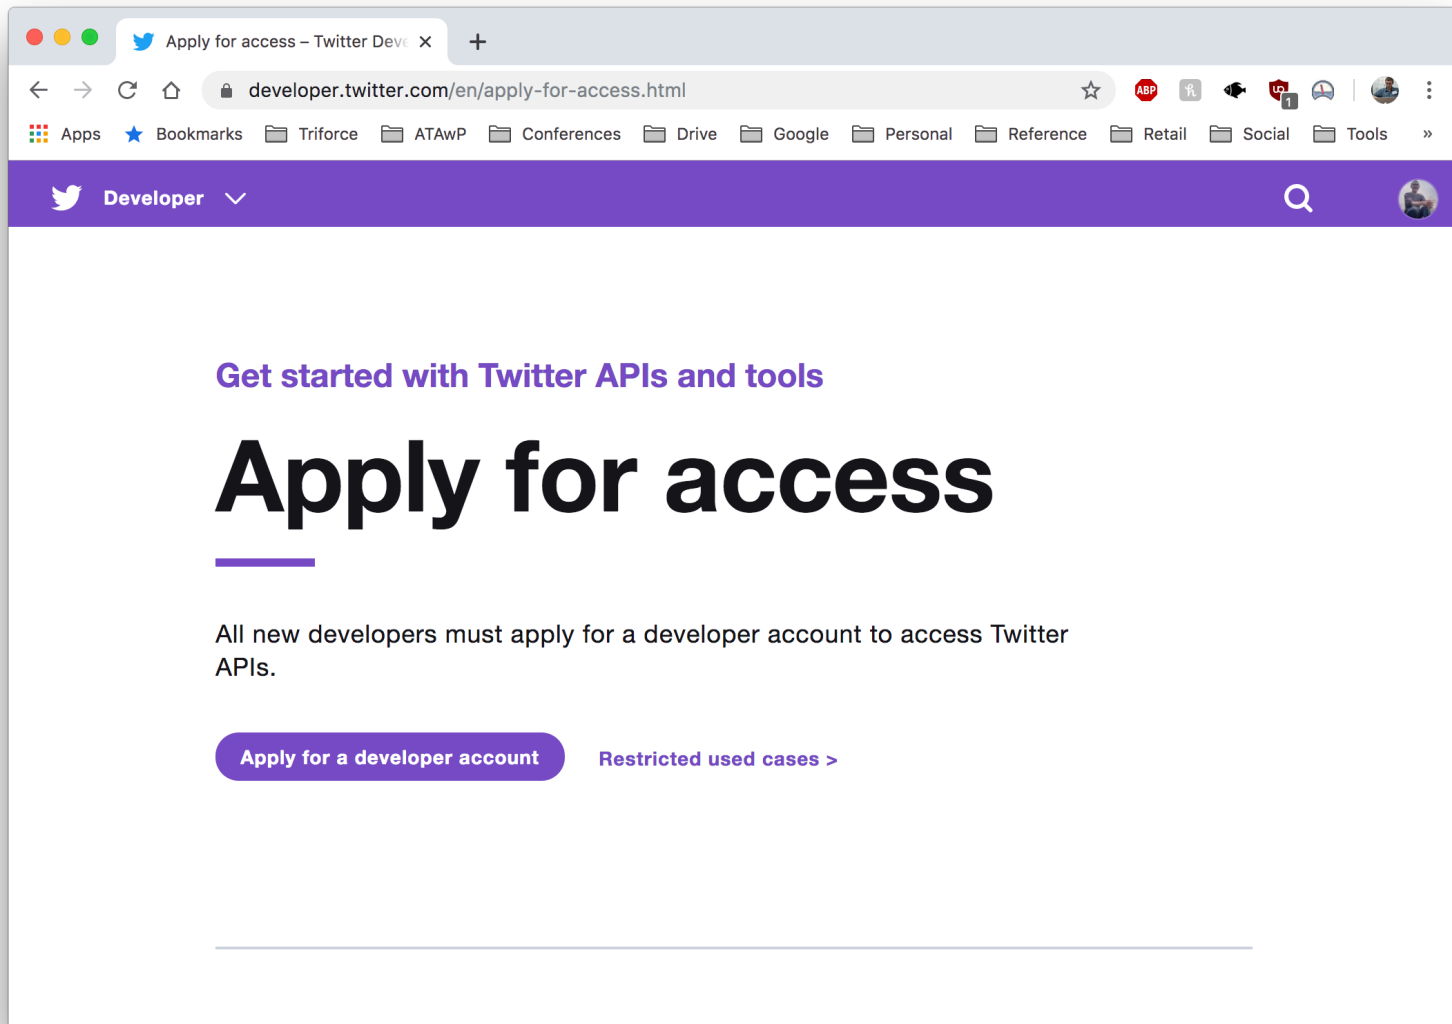 Apply for access – Twitter Deve
developer.twitter.com/en/apply-for-access.html
ABP
1
Apps Bookmarks Triforce ATAwP Conferences Drive Google Personal Reference Retail Social Tools »
Developer
Get started with Twitter APIs and tools
Apply for access
All new developers must apply for a developer account to access Twitter
APIs.
Apply for a developer account Restricted used cases >